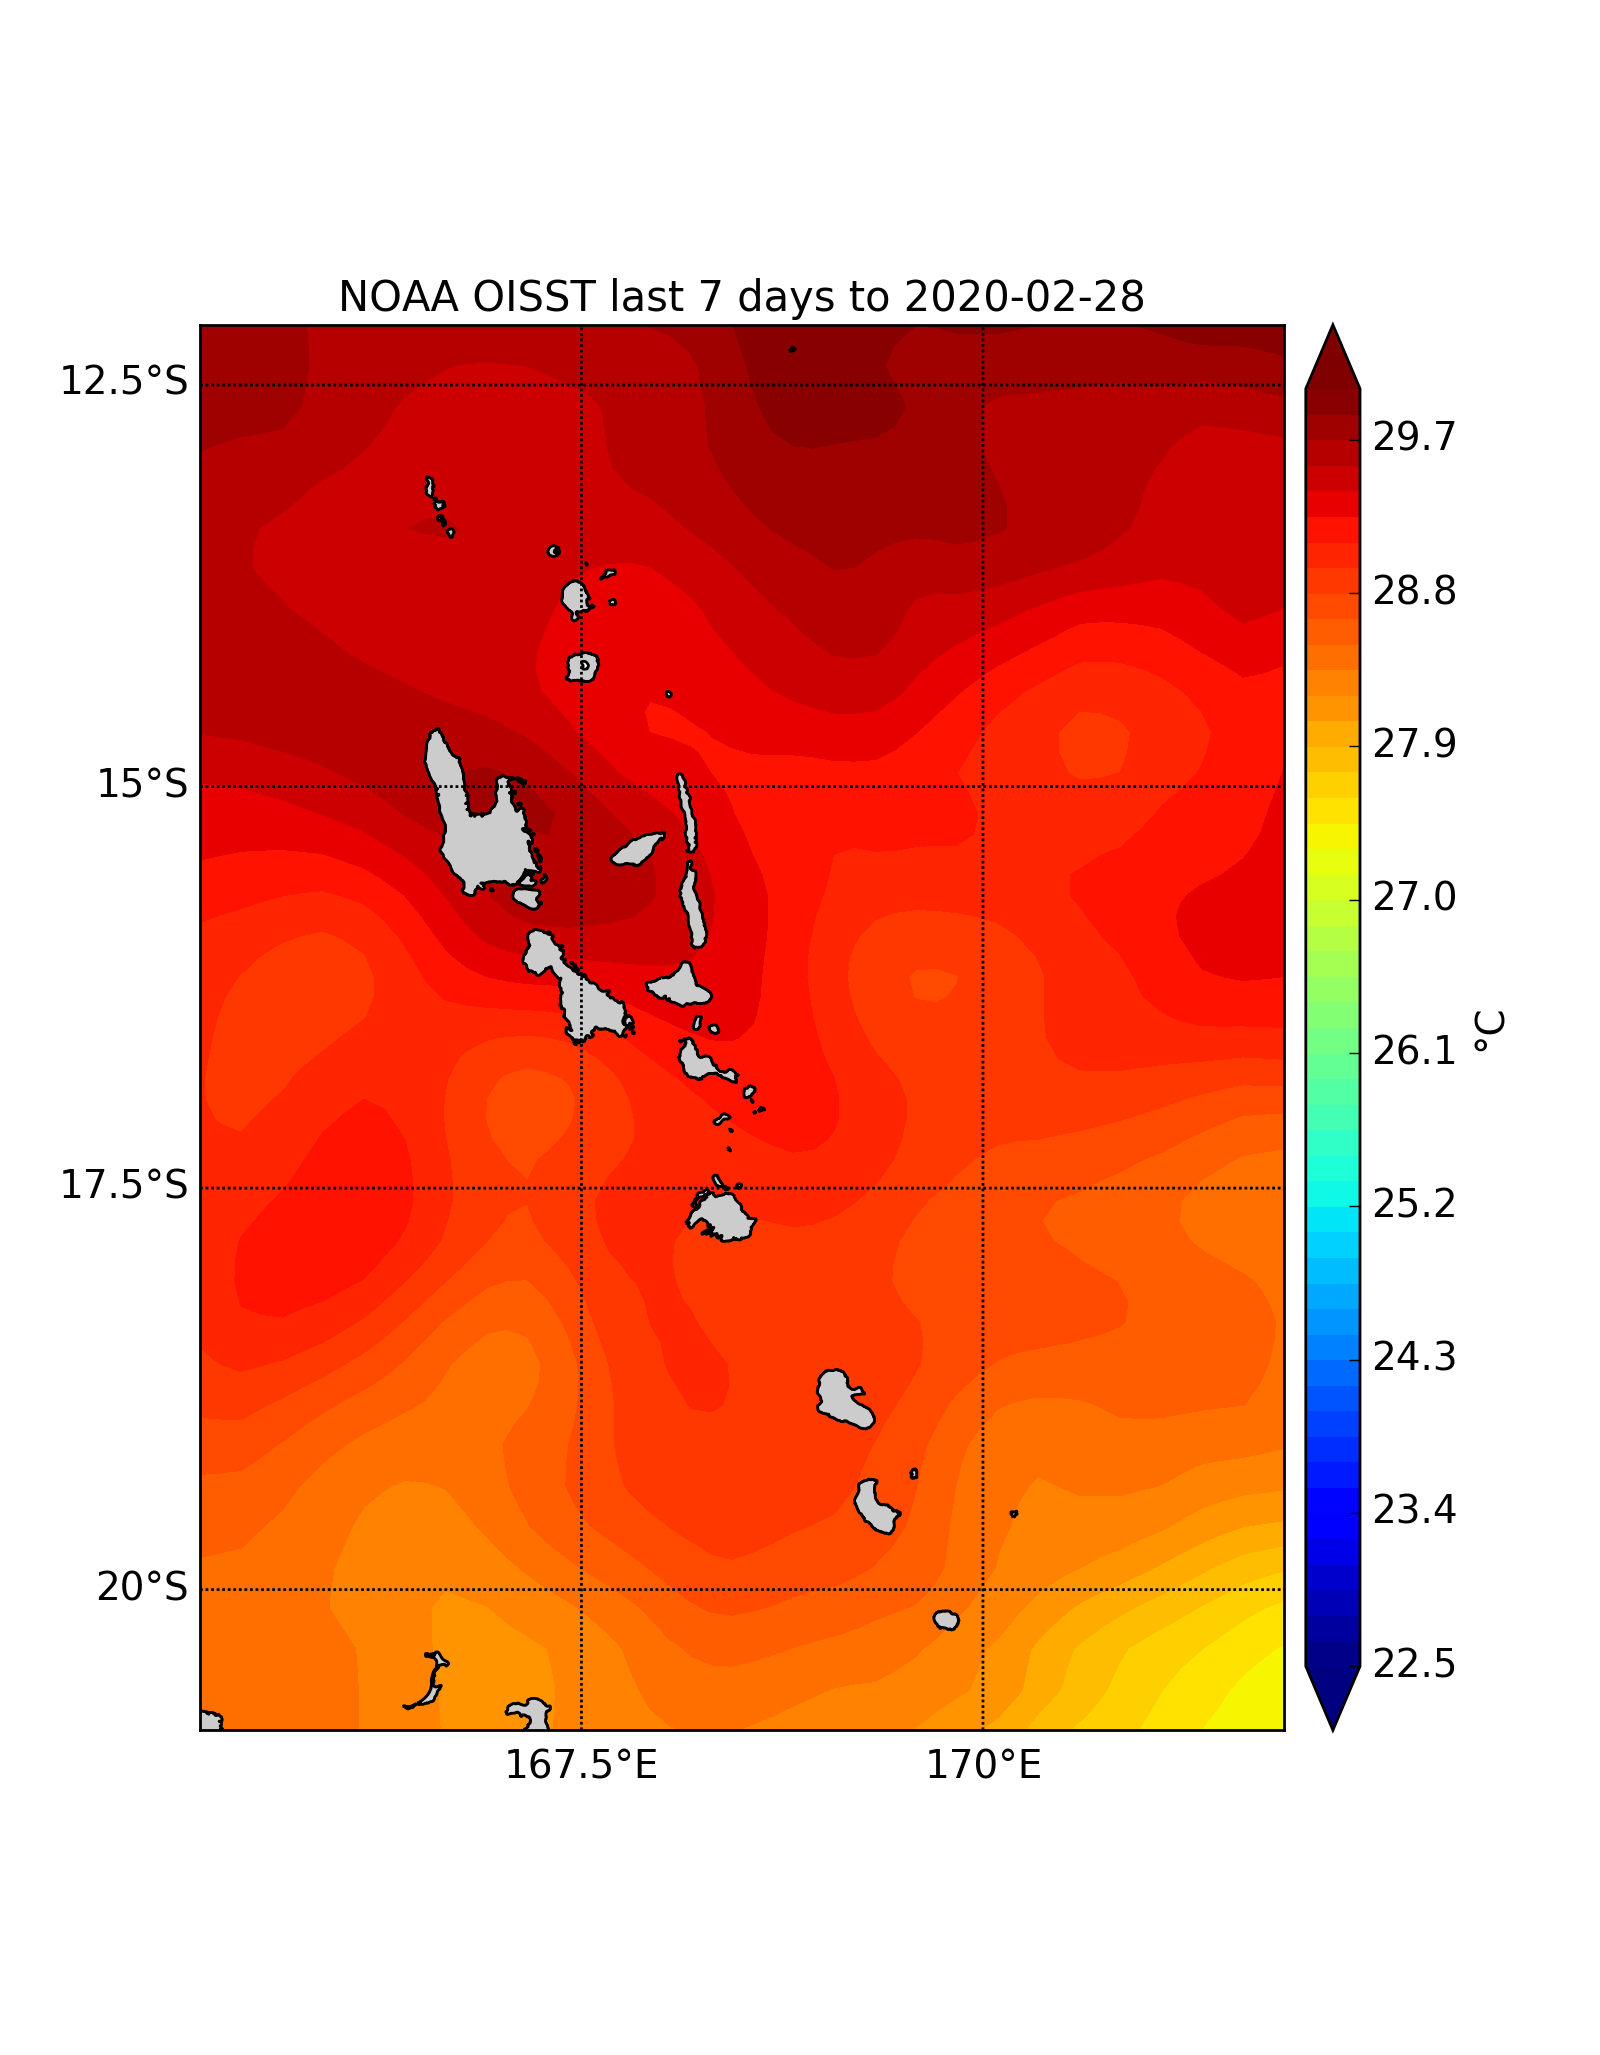 NOAA OISST last 7 days to 2020-02-28
12.5°S
15°S
17.5°S
20°S
167.5°E
170°E
29.7
28.8
27.9
27.0
26.1
25.2
24.3
23.4
22.5
°C